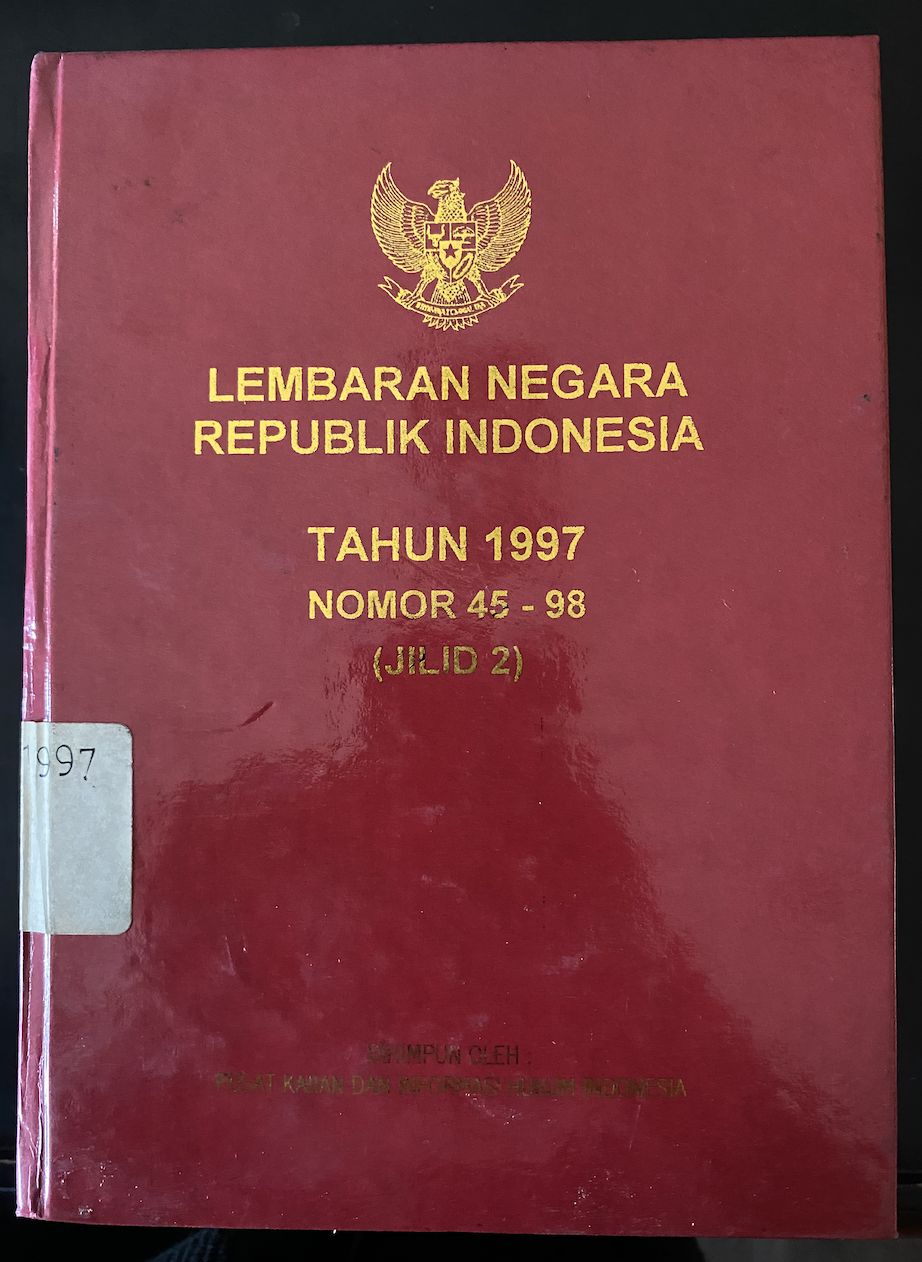 LEMBARAN NEGARA
REPUBLIK INDONESIA
TAHUN 1997
NOMOR 45 - 98
(JILID 2)
1997
DIHIMPUN OLEH :
PUSAT KAJIAN DAN INFORMASI HUKUM INDONESIA